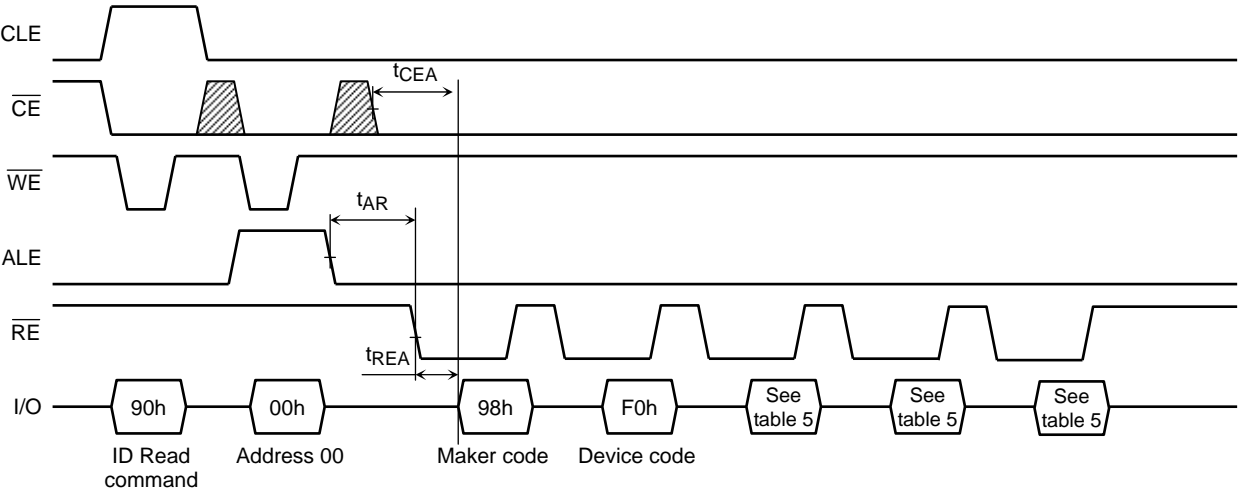 CLE
tCEA
CE
WE
tAR
ALE
RE
tREA
I/O
90h
00h
98h
F0h
See
table 5
See
table 5
See
table 5
ID Read
command
Address 00
Maker code
Device code